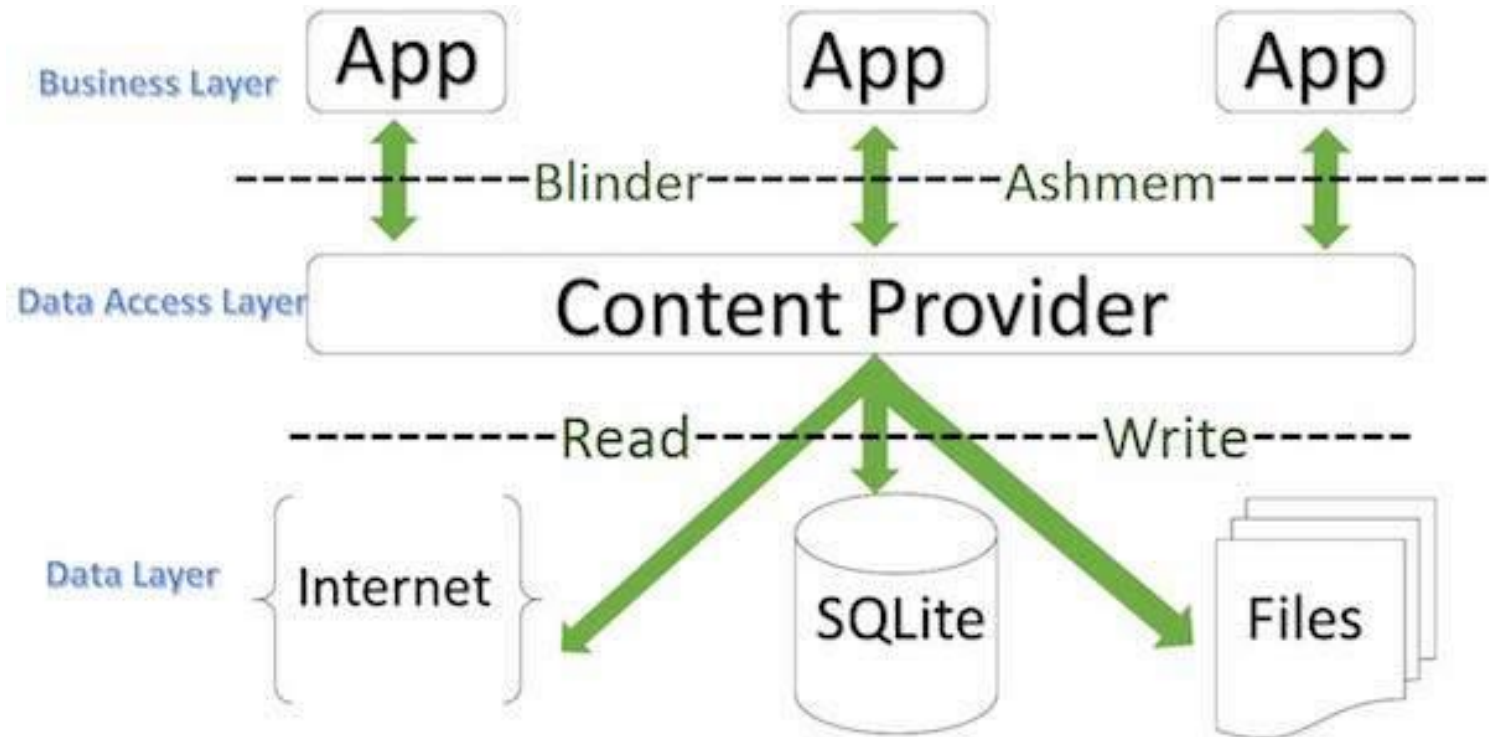 App App App
Business Layer
Blinder Ashmem
Data Access Layer Content Provider
Read Write
Data Layer Internet SQLite Files